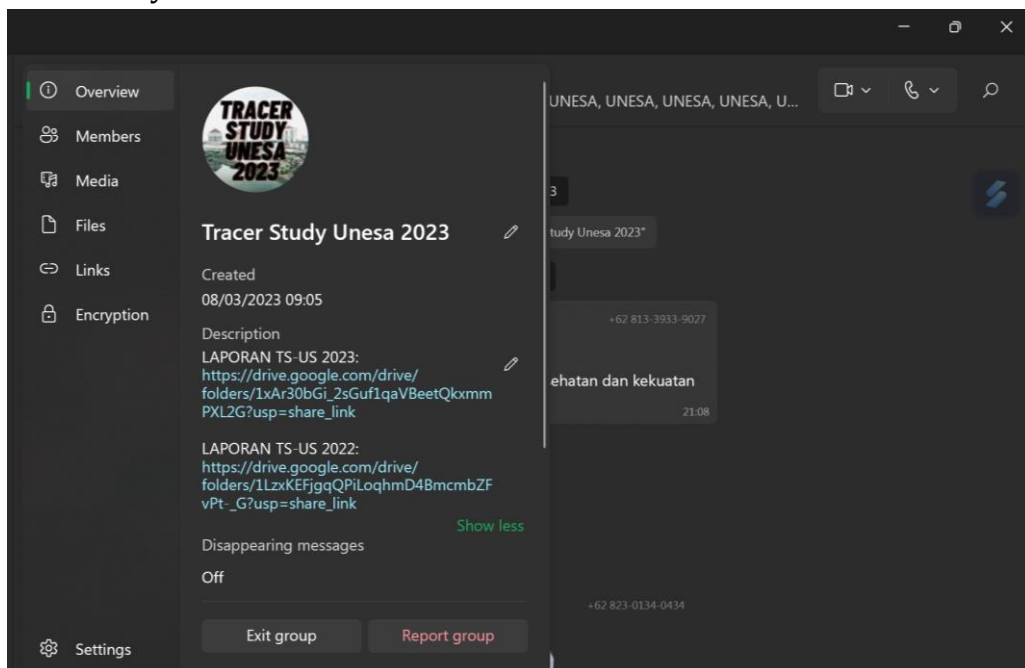 Overview
Members
Media
Files
Links
Encryption
Settings
TRACER
STUDY
UNESA
2023
Tracer Study Unesa 2023
Created
08/03/2023 09:05
Description
LAPORAN TS-US 2023:
https://drive.google.com/drive/
folders/1xAr30bGi_2sGuf1qaVBeetQkxmm
PXL2G?usp=share_link
LAPORAN TS-US 2022:
https://drive.google.com/drive/
folders/1LzxKEFjgqQPiLoqhmD4BmcmbZF
vPt-_G?usp=share_link
Show less
Disappearing messages
Off
Exit group
Report group
UNESA, UNESA, UNESA, UNESA, U...
3
tudy Unesa 2023"
+62 813-3933-9027
ehatan dan kekuatan
21:08
+62 823-0134-0434